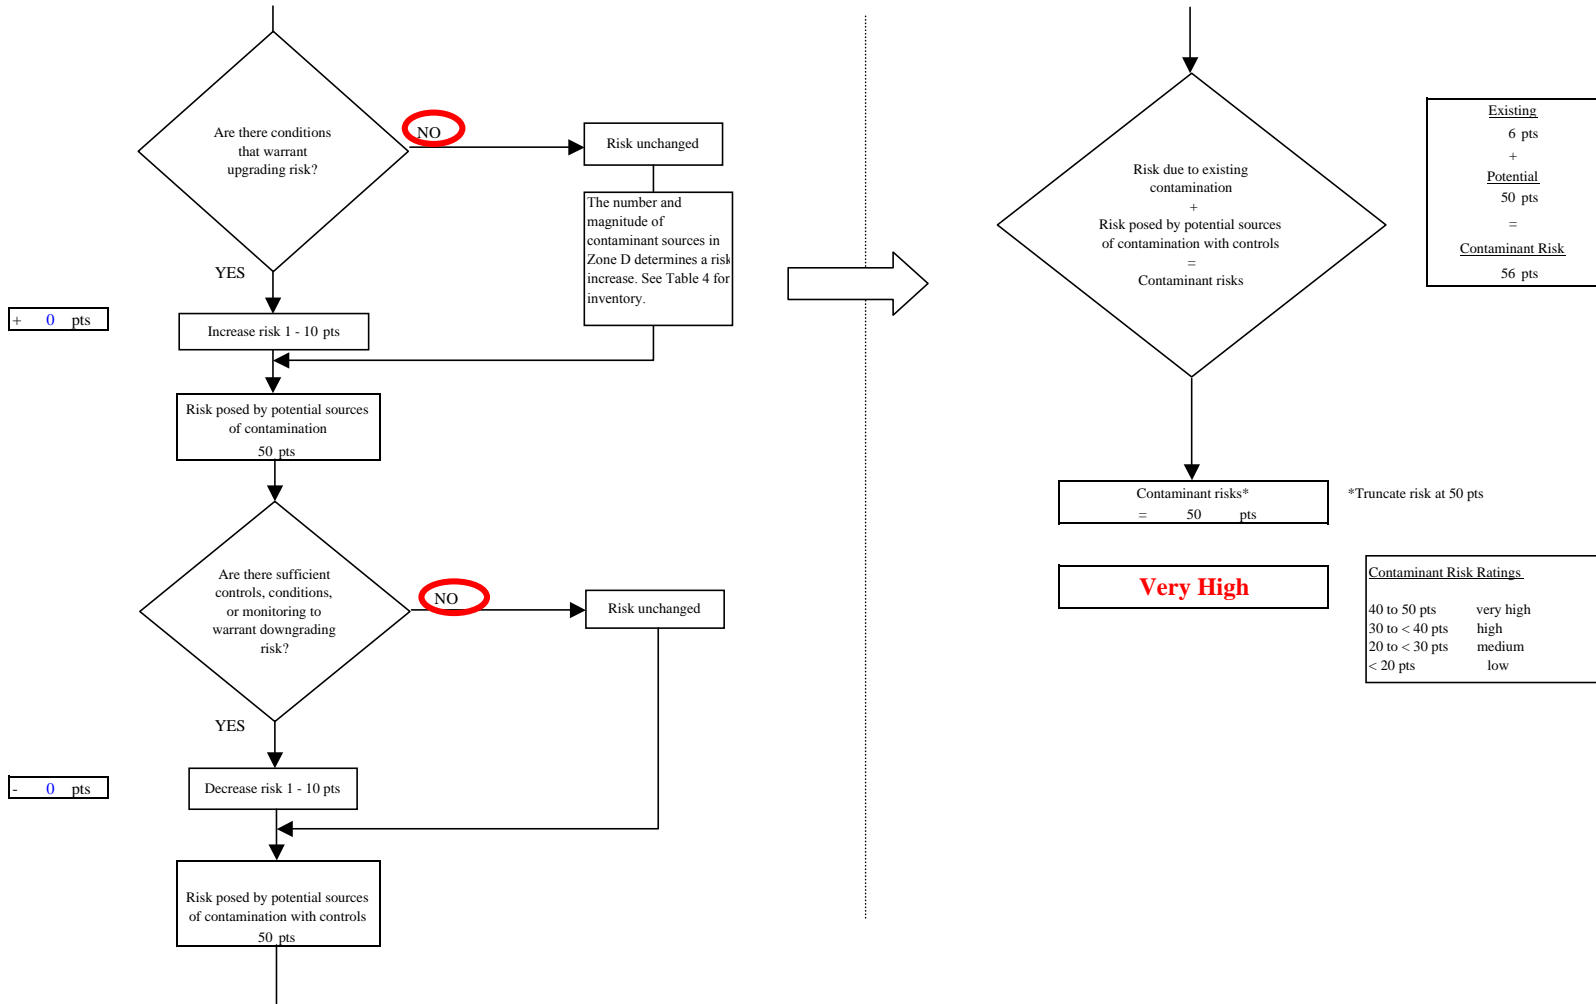 Are there conditions
that warrant
upgrading risk?
NO
Risk unchanged
The number and
magnitude of
contaminant sources in
Zone D determines a risk
increase. See Table 4 for
inventory.
YES
+ 0 pts
Increase risk 1 - 10 pts
Risk posed by potential sources
of contamination
50 pts
Are there sufficient
controls, conditions,
or monitoring to
warrant downgrading
risk?
NO
Risk unchanged
YES
- 0 pts
Decrease risk 1 - 10 pts
Risk posed by potential sources
of contamination with controls
50 pts
Risk due to existing
contamination
+
Risk posed by potential sources
of contamination with controls
=
Contaminant risks
Existing
6 pts
+
Potential
50 pts
=
Contaminant Risk
56 pts
Contaminant risks*
= 50 pts
*Truncate risk at 50 pts
Very High
Contaminant Risk Ratings
40 to 50 pts very high
30 to < 40 pts high
20 to < 30 pts medium
< 20 pts low